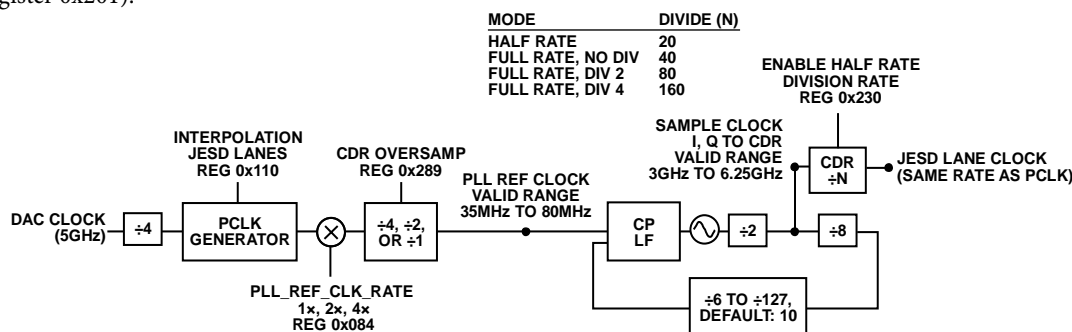 gister 0x201).
MODE DIVIDE (N)
HALF RATE 20
FULL RATE, NO DIV 40
FULL RATE, DIV 2 80
FULL RATE, DIV 4 160
ENABLE HALF RATE
DIVISION RATE
REG 0x230
INTERPOLATION
JESD LANES
REG 0x110
CDR OVERSAMP
REG 0x289
PLL REF CLOCK
VALID RANGE
35MHz TO 80MHz
SAMPLE CLOCK
I, Q TO CDR
VALID RANGE
3GHz TO 6.25GHz
CDR
÷N
JESD LANE CLOCK
(SAME RATE AS PCLK)
DAC CLOCK
(5GHz)
÷4
PCLK
GENERATOR
÷4, ÷2,
OR ÷1
CP
LF
÷2
÷8
PLL_REF_CLK_RATE
1×, 2×, 4×
REG 0x084
÷6 TO ÷127,
DEFAULT: 10